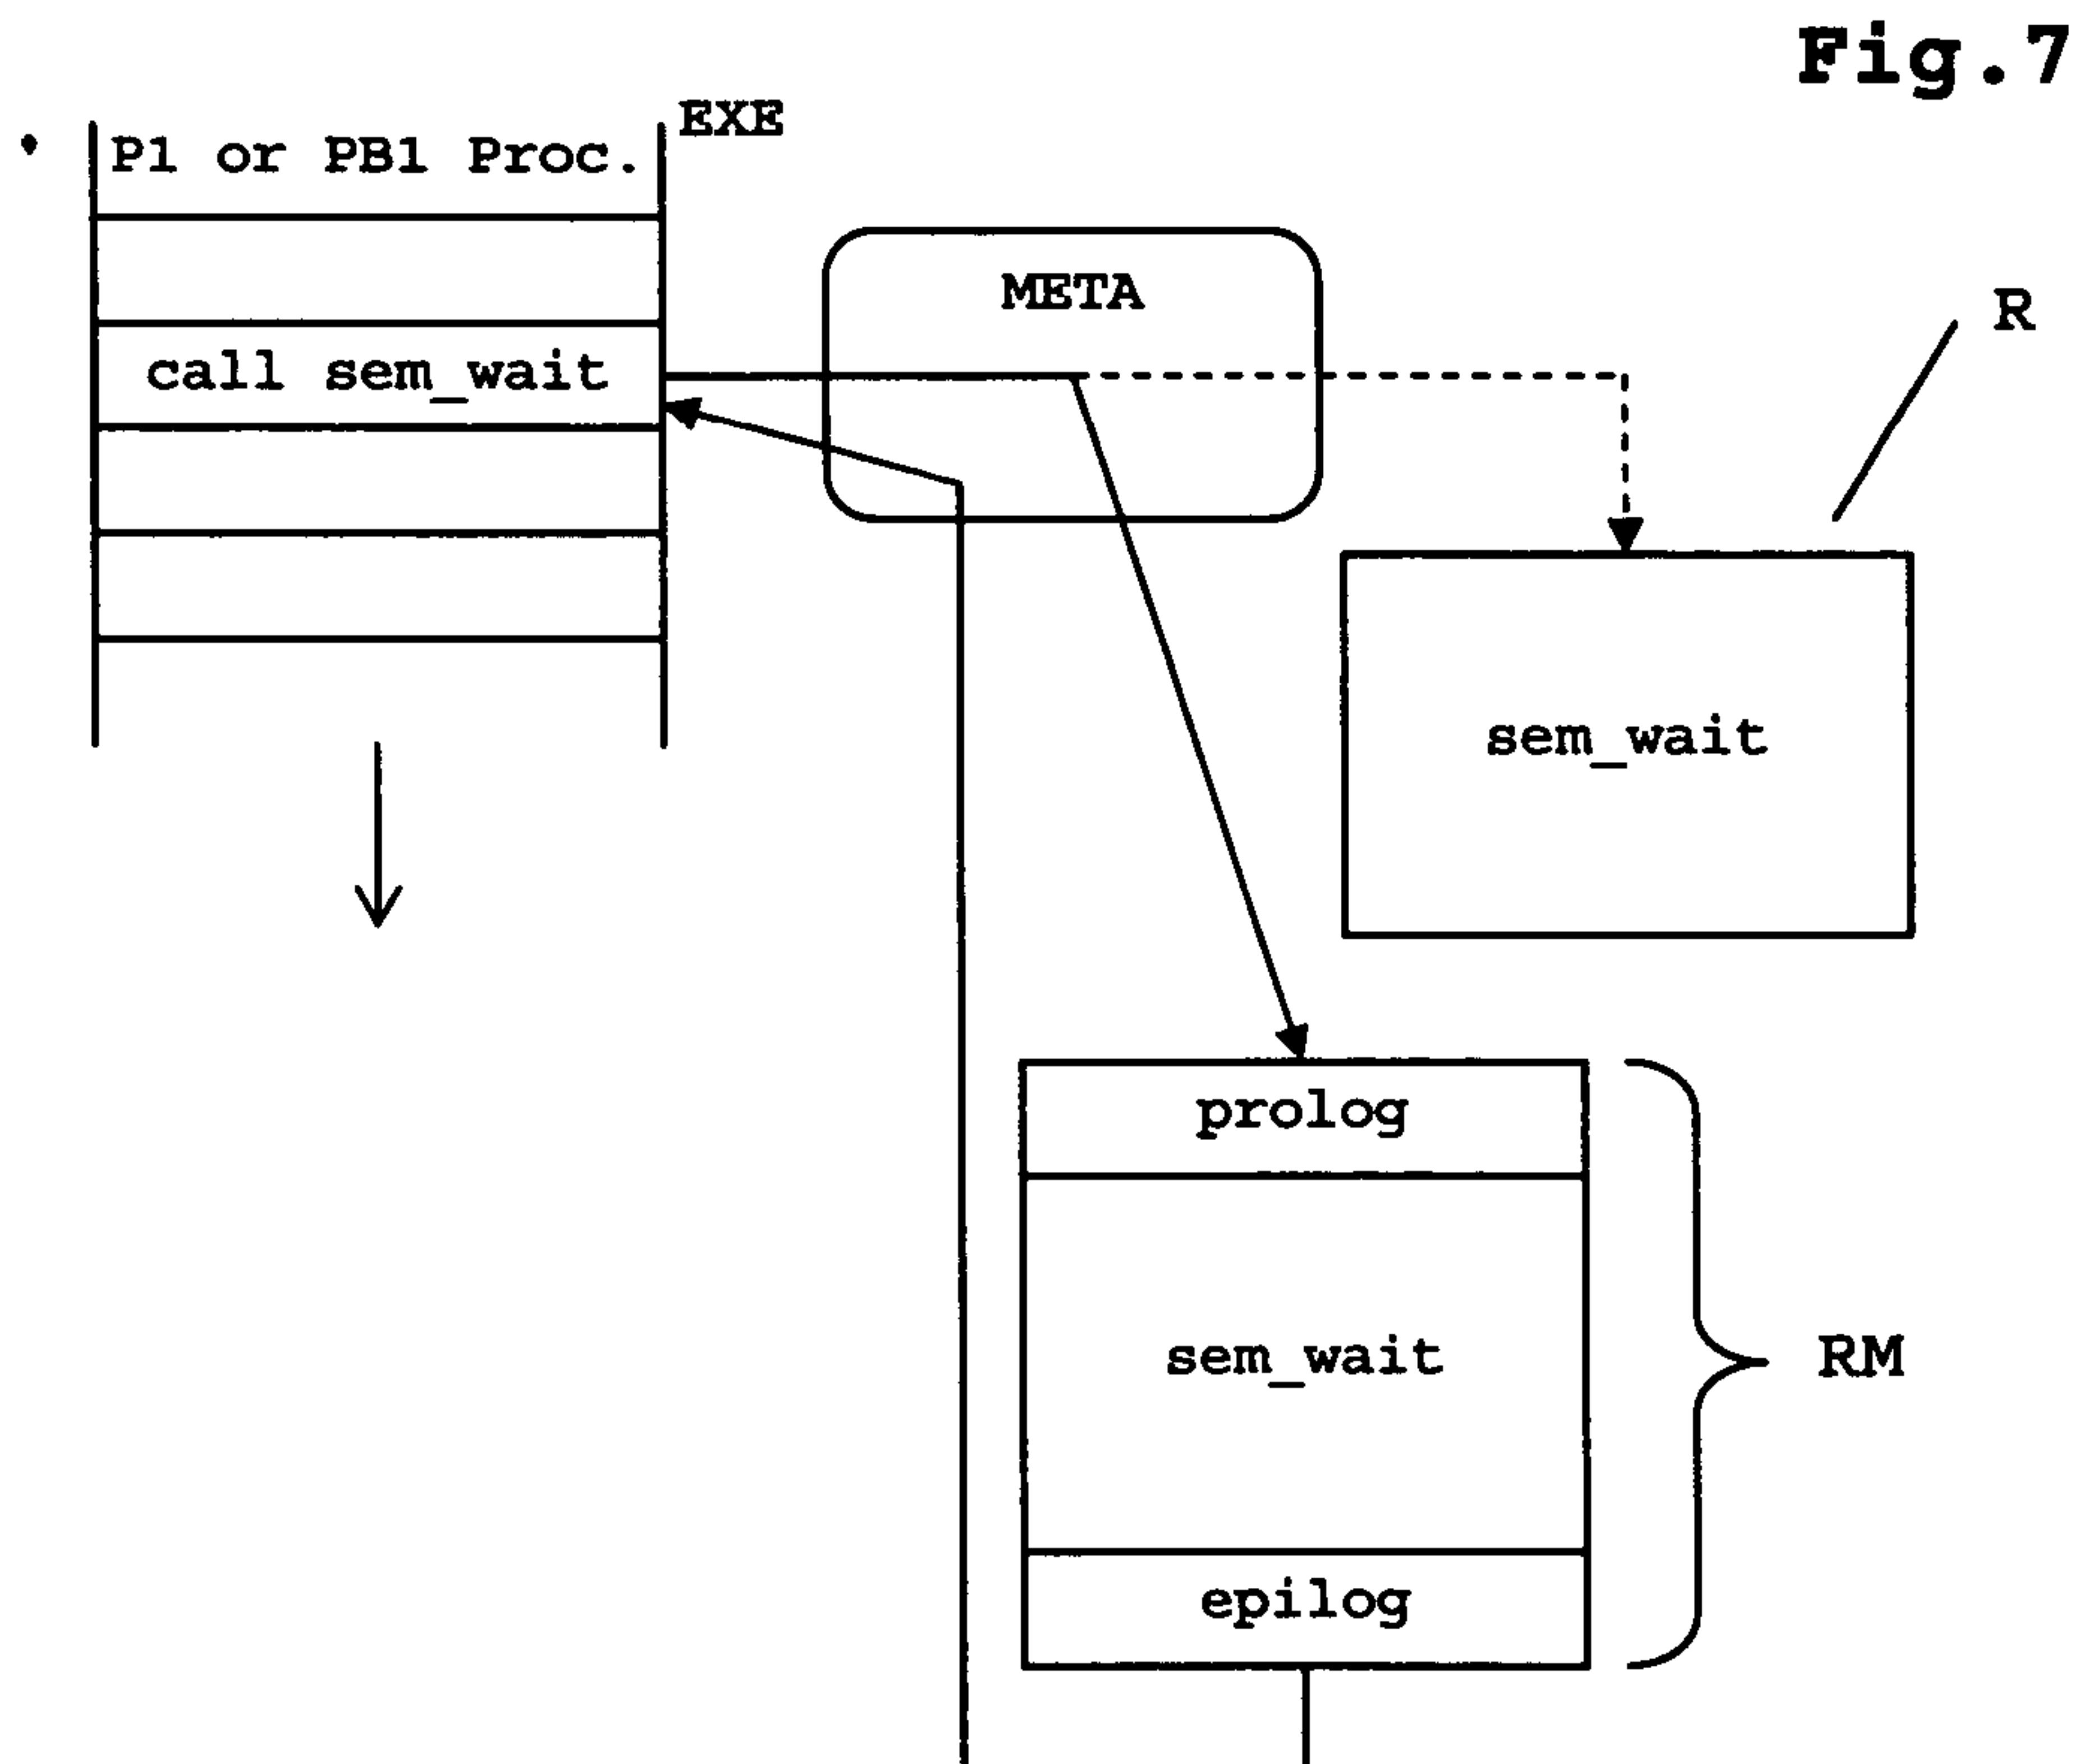 Fig.7
EXE
P1 or PB1 Proc.
META
R
call sem_wait
sem_wait
prolog
sem_wait
RM
epilog